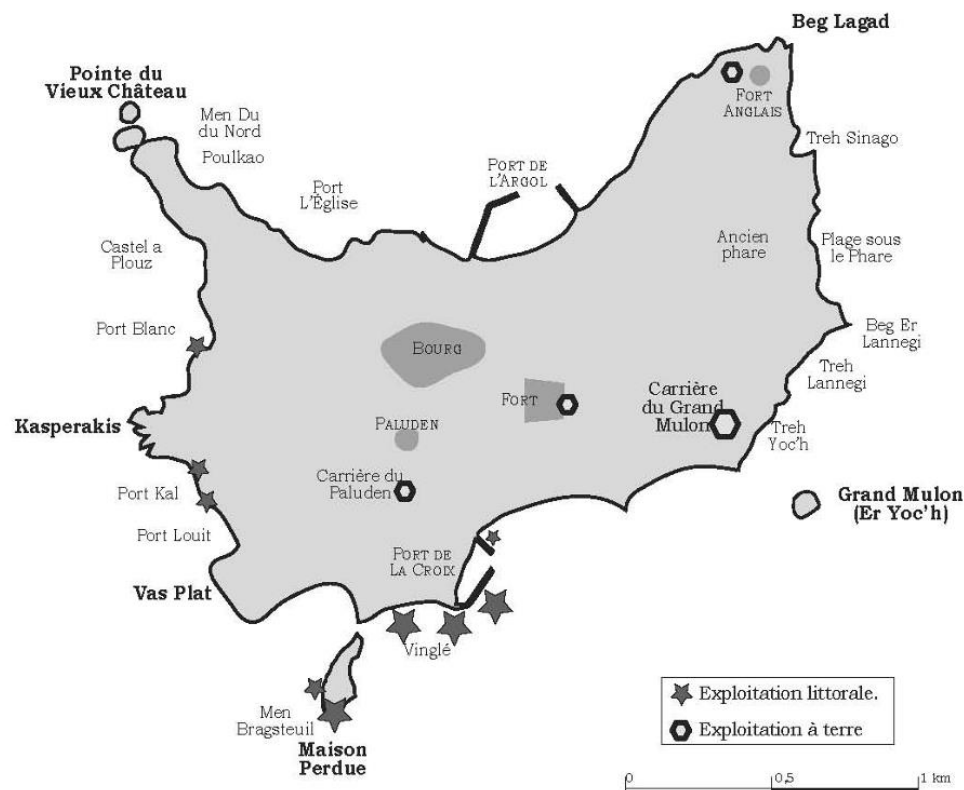 Beg Lagad
Pointe du
Vieux Château
Men Du
du Nord
Poulkao
Port
L'Église
PORT DE
L'ARGOL
FORT
ANGLAIS
Treh Sinago
Castel a
Plouz
Ancien
phare
Plage sous
le Phare
Port Blanc
BOURG
Beg Er
Lannegi
Treh
Lannegi
Kasperakis
PALUDEN
FORT
Carrière
du Grand
Mulon
Treh
Yoc'h
Port Kal
Carrière du
Paluden
Grand Mulon
(Er Yoc'h)
Port Louit
PORT DE
LA CROIX
Vas Plat
Vinglé
Men
Bragsteuil
Maison
Perdue
Exploitation littorale.
Exploitation à terre
0 0,5 1 km